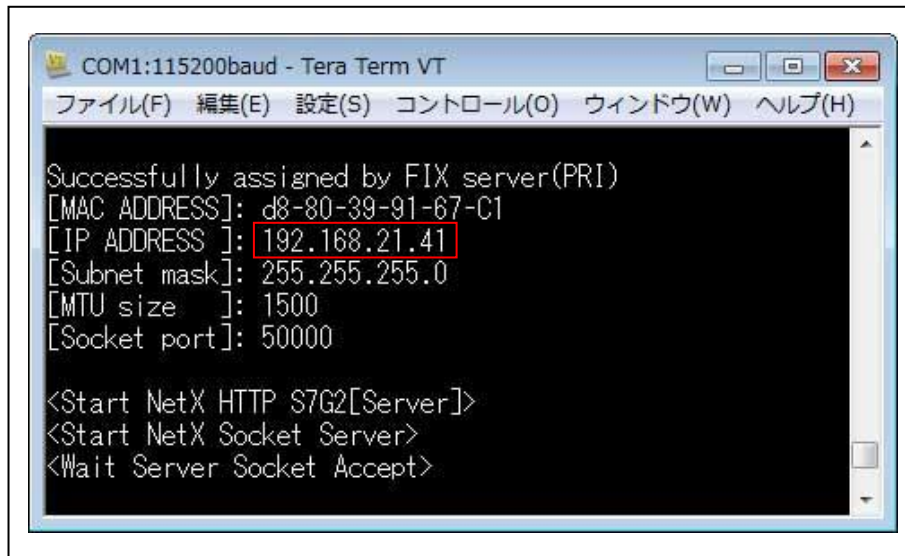 COM1:115200baud - Tera Term VT
ファイル(F) 編集(E) 設定(S) コントロール(O) ウィンドウ(W) ヘルプ(H)
Successfully assigned by FIX server(PRI)
[MAC ADDRESS]: d8-80-39-91-67-C1
[IP ADDRESS ]: 192.168.21.41
[Subnet mask]: 255.255.255.0
[MTU size   ]: 1500
[Socket port]: 50000
<Start NetX HTTP S7G2[Server]>
<Start NetX Socket Server>
<Wait Server Socket Accept>